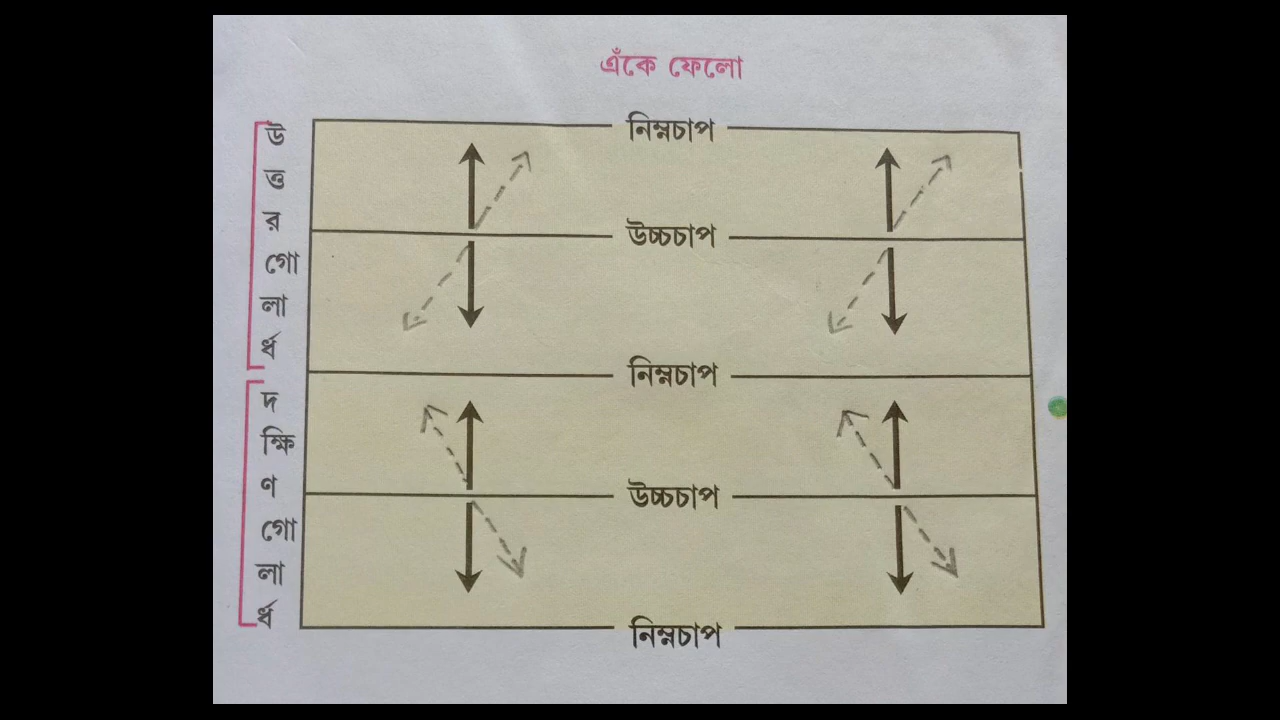 এঁকে ফেলো
উত্তর গোলার্ধ
নিম্নচাপ
উচ্চচাপ
নিম্নচাপ
দক্ষিণ গোলার্ধ
উচ্চচাপ
নিম্নচাপ